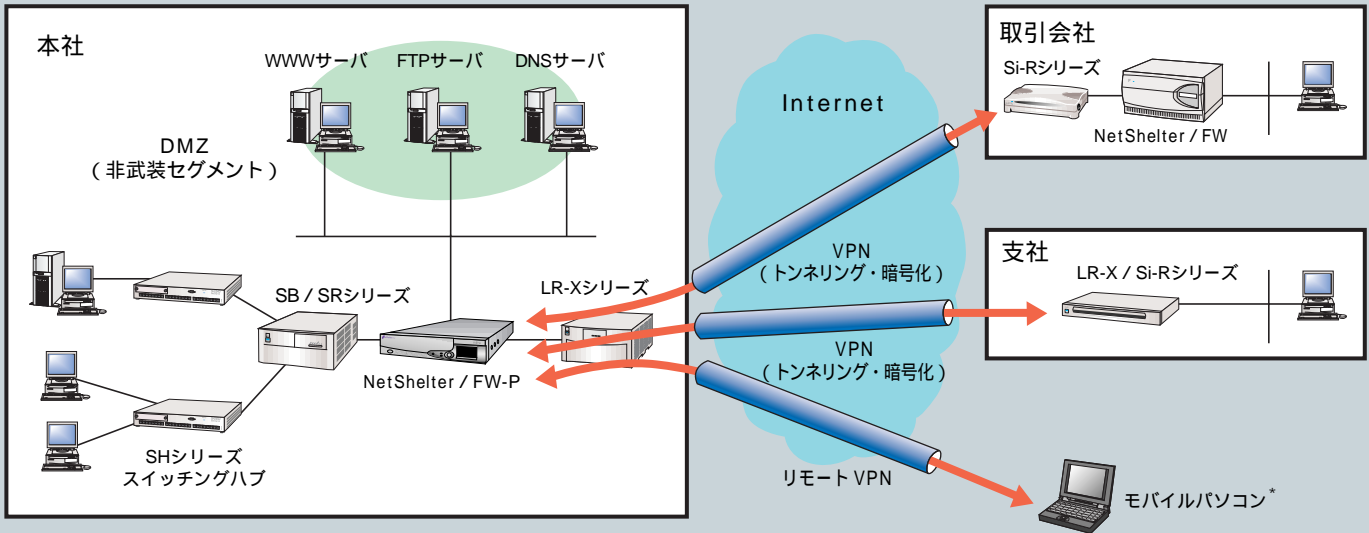 本社
WWWサーバ
FTPサーバ
DNSサーバ
DMZ
(非武装セグメント)
SB / SRシリーズ
LR-Xシリーズ
NetShelter / FW-P
SHシリーズ
スイッチングハブ
Internet
VPN
(トンネリング・暗号化)
VPN
(トンネリング・暗号化)
リモート VPN
取引会社
Si-Rシリーズ
NetShelter / FW
支社
LR-X / Si-Rシリーズ
モバイルパソコン*